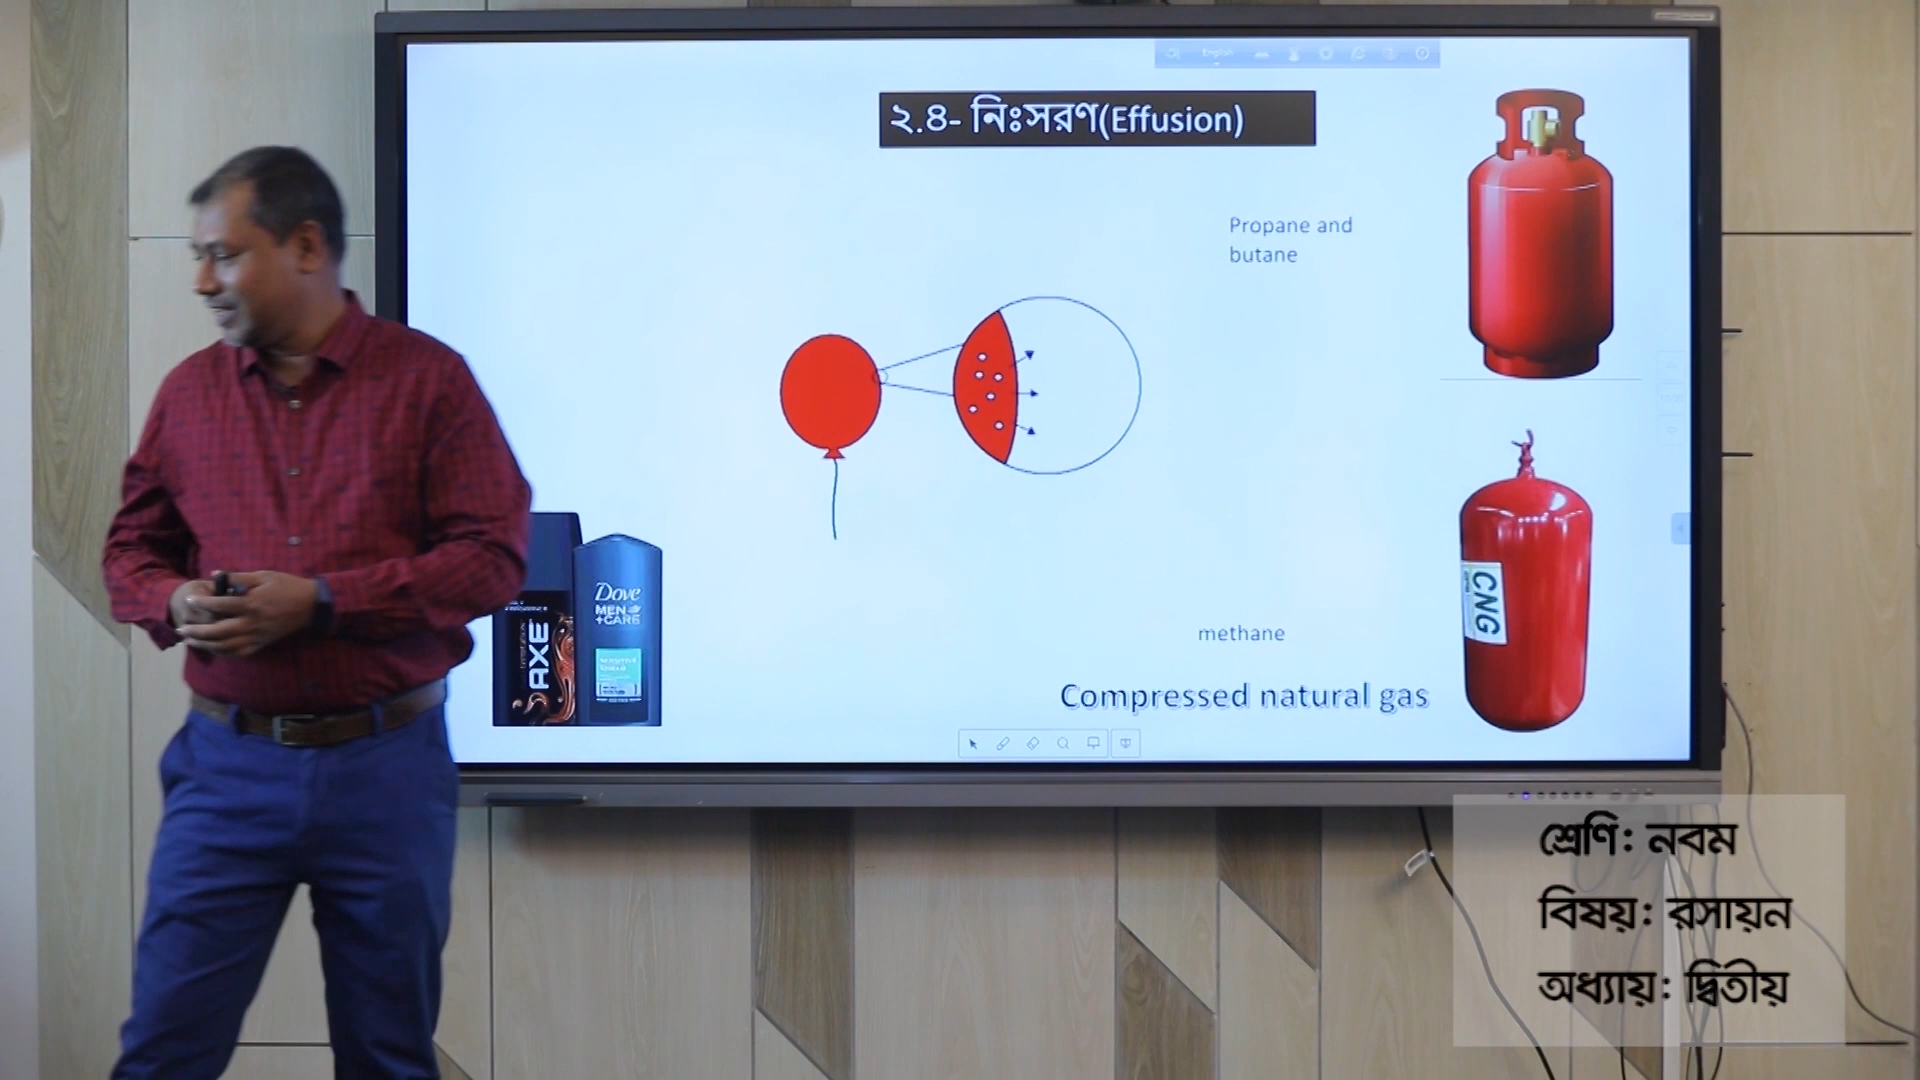 English
২.৪- নিঃসরণ(Effusion)
Propane and
butane
Dove
MEN
+CARE
AXE
CNG
methane
Compressed natural gas
শ্রেণি: নবম
বিষয়: রসায়ন
অধ্যায়: দ্বিতীয়